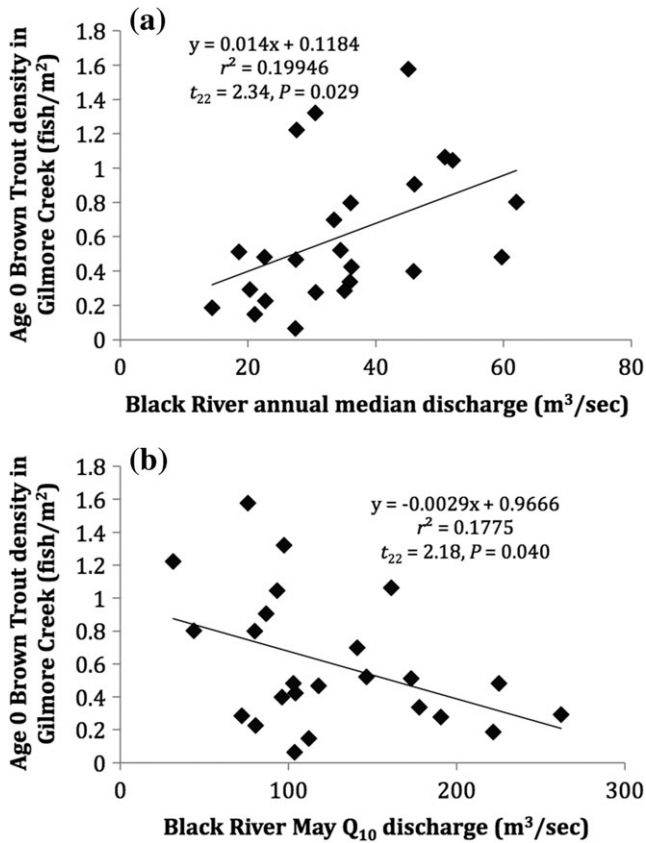 (a)
y = 0.014x + 0.1184
r² = 0.19946
t₂₂ = 2.34, P = 0.029
Age 0 Brown Trout density in
Gilmore Creek (fish/m²)
1.8
1.6
1.4
1.2
1
0.8
0.6
0.4
0.2
0
0 20 40 60 80
Black River annual median discharge (m³/sec)
(b)
y = -0.0029x + 0.9666
r² = 0.1775
t₂₂ = 2.18, P = 0.040
Age 0 Brown Trout density in
Gilmore Creek (fish/m²)
1.8
1.6
1.4
1.2
1
0.8
0.6
0.4
0.2
0
0 100 200 300
Black River May Q₁₀ discharge (m³/sec)